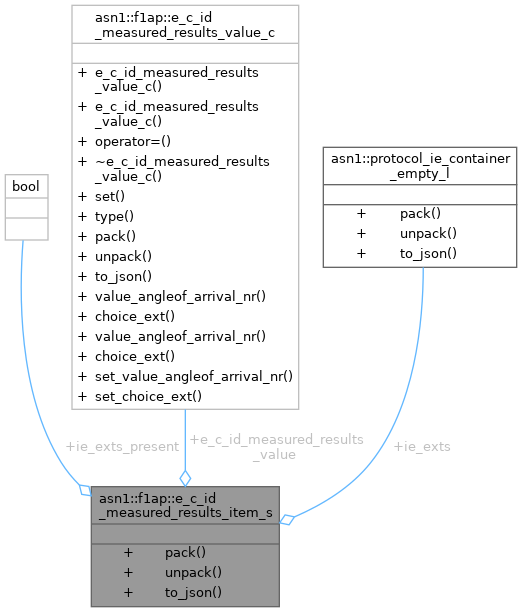 asn1::f1ap::e_c_id
_measured_results_value_c
+ e_c_id_measured_results
_value_c()
+ e_c_id_measured_results
_value_c()
+ operator=()
+ ~e_c_id_measured_results
_value_c()
+ set()
+ type()
+ pack()
+ unpack()
+ to_json()
+ value_angleof_arrival_nr()
+ choice_ext()
+ value_angleof_arrival_nr()
+ choice_ext()
+ set_value_angleof_arrival_nr()
+ set_choice_ext()
bool
asn1::protocol_ie_container
_empty_l
+ pack()
+ unpack()
+ to_json()
+ie_exts_present
+e_c_id_measured_results
_value
+ie_exts
asn1::f1ap::e_c_id
_measured_results_item_s
+ pack()
+ unpack()
+ to_json()